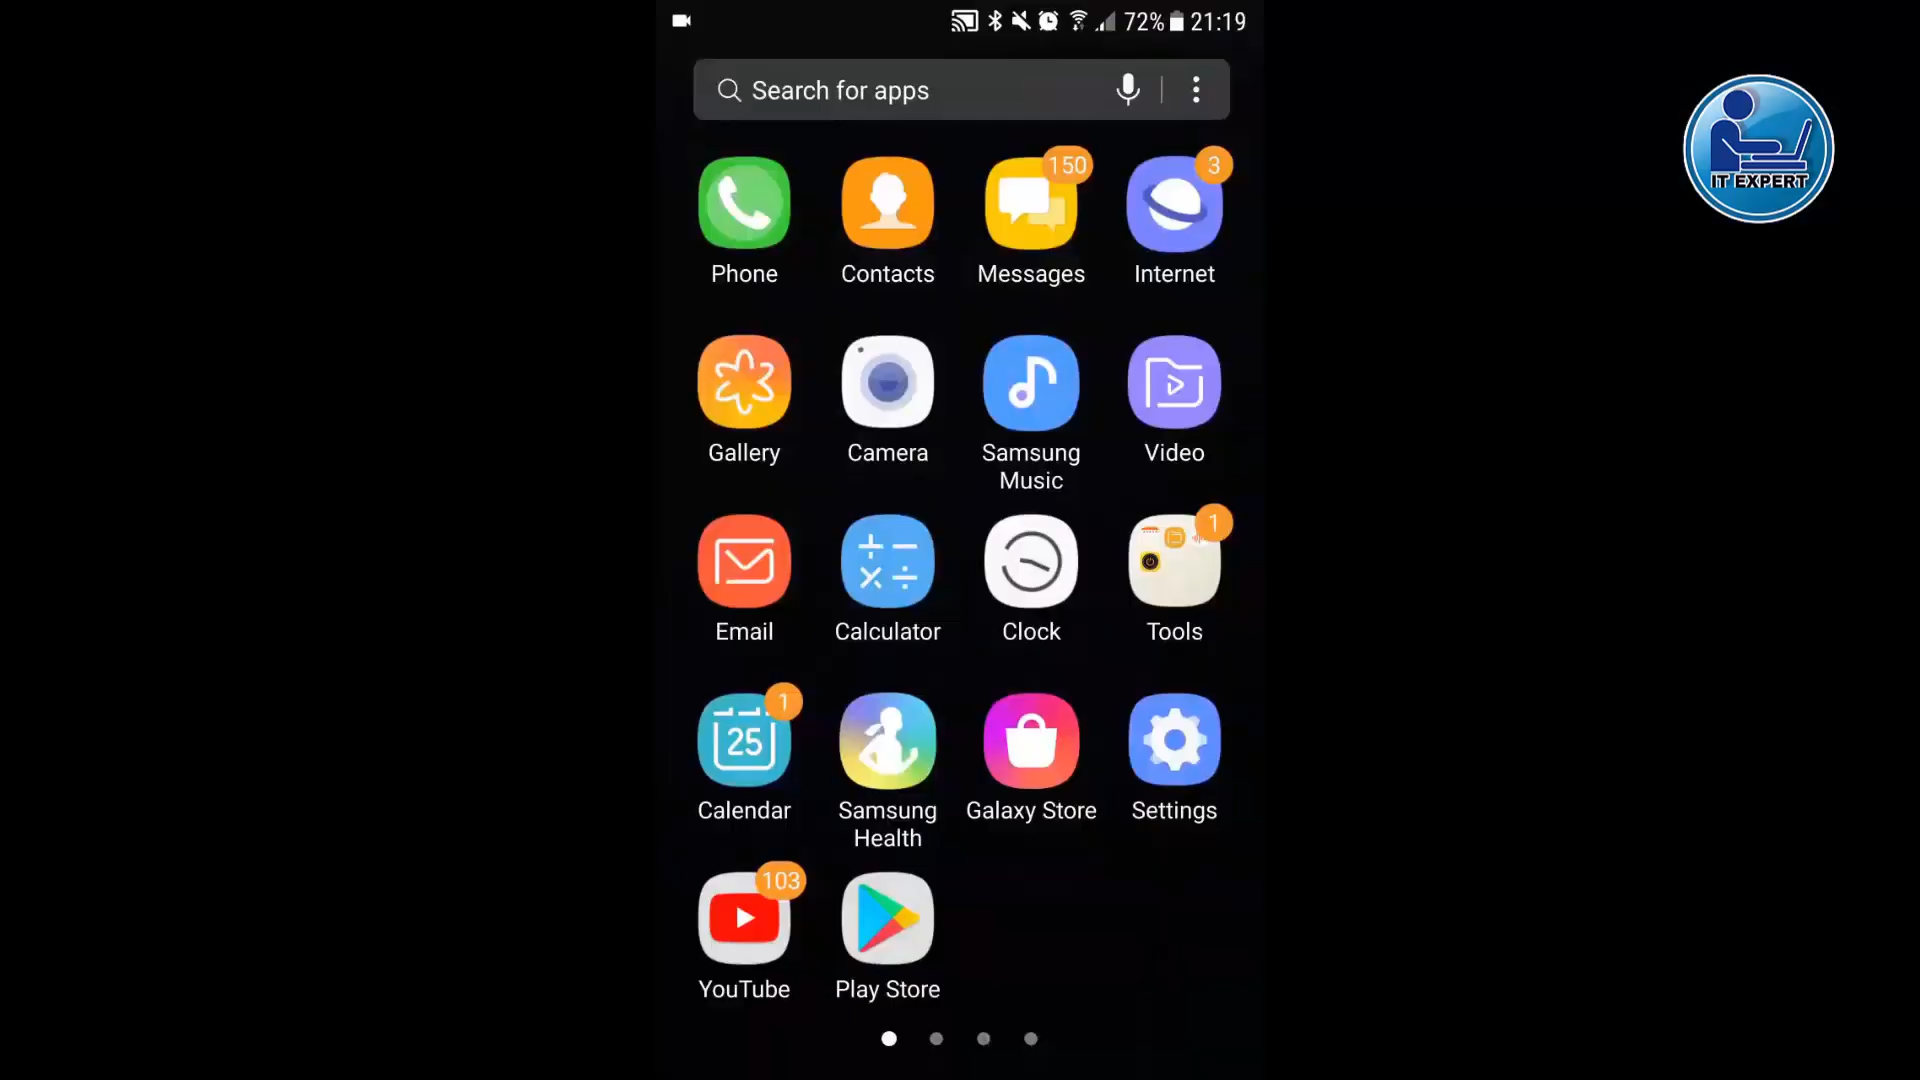 72% 21:19
Search for apps
150
3
Phone
Contacts
Messages
Internet
Gallery
Camera
Samsung
Music
Video
1
Email
Calculator
Clock
Tools
1
25
Calendar
Samsung
Health
Galaxy Store
Settings
103
YouTube
Play Store
IT EXPERT